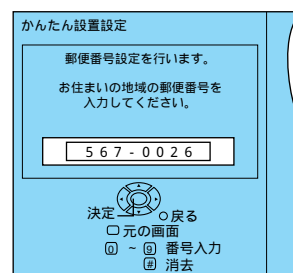 かんたん設置設定
郵便番号設定を行います。
お住まいの地域の郵便番号を
入力してください。
567-0026
決定
戻る
元の画面
0 ~ 9 番号入力
# 消去